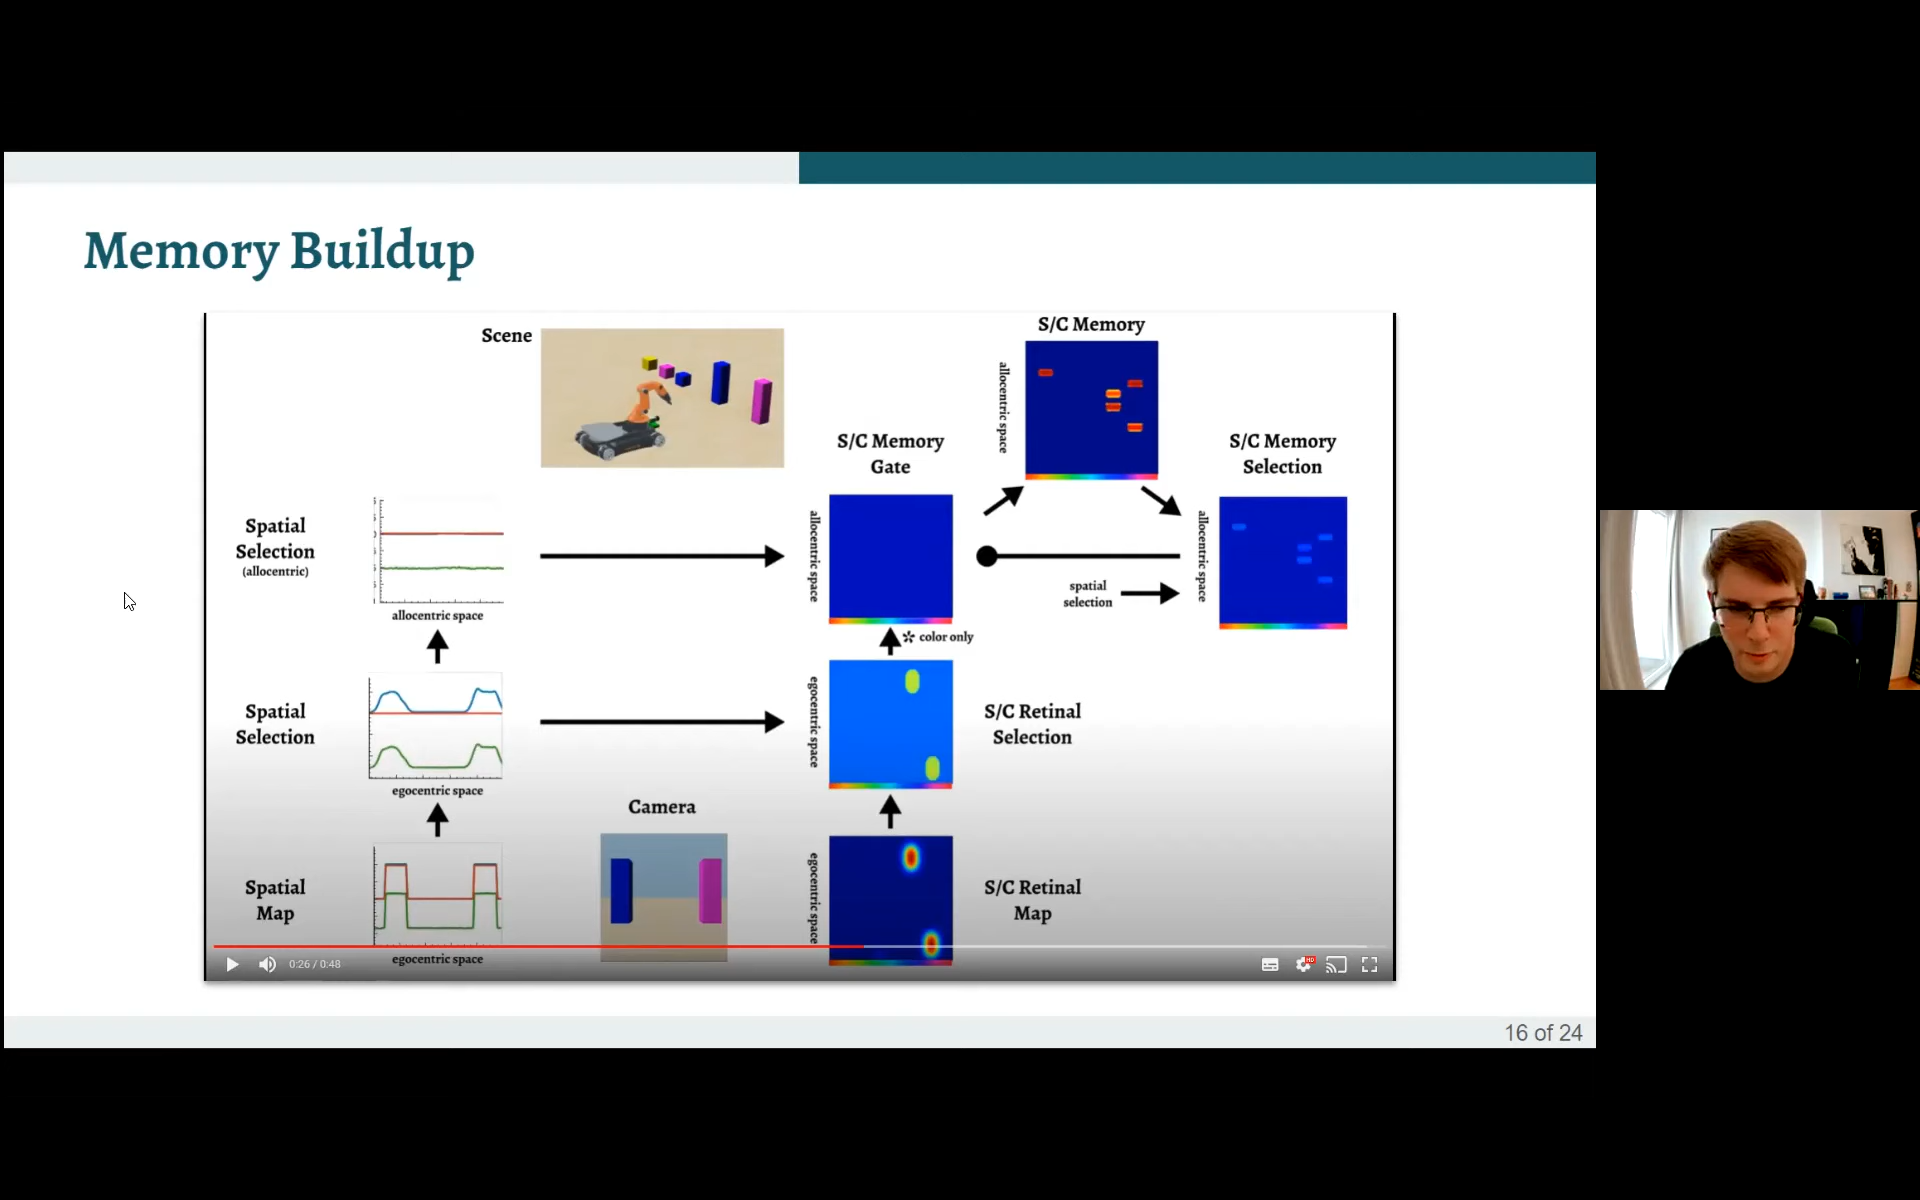 Memory Buildup
Scene
S/C Memory
allocentric space
S/C Memory
Gate
S/C Memory
Selection
Spatial
Selection
(allocentric)
allocentric space
allocentric space
spatial
selection
allocentric space
* color only
Spatial
Selection
egocentric space
egocentric space
S/C Retinal
Selection
Camera
Spatial
Map
egocentric space
egocentric space
S/C Retinal
Map
0:26 / 0:48
HD
16 of 24